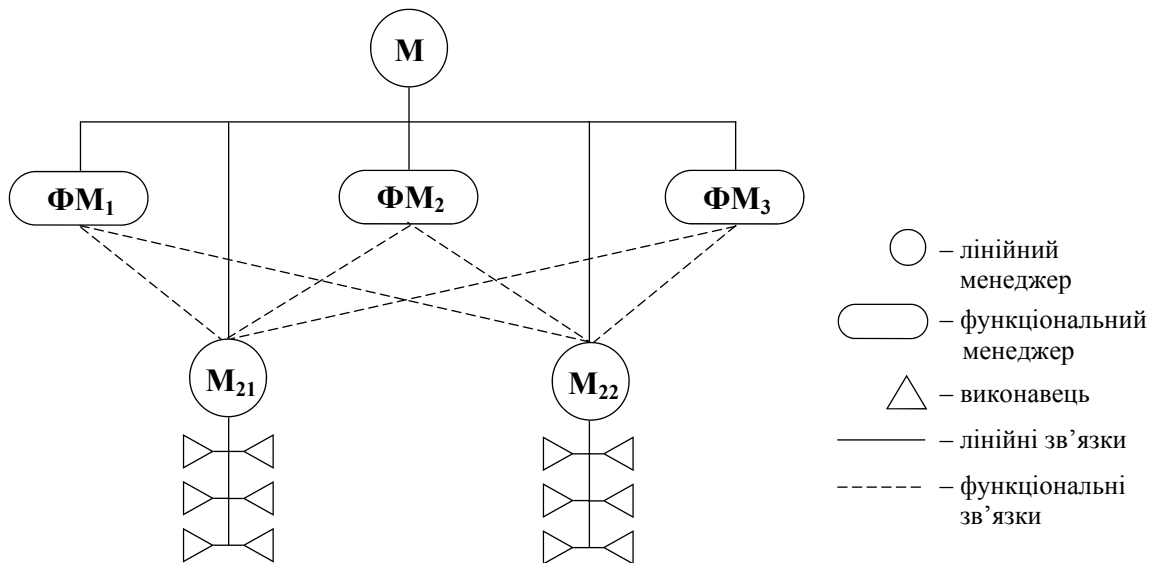 М
ФМ₁
ФМ₂
ФМ₃
М₂₁
М₂₂
– лінійний
менеджер
– функціональний
менеджер
– виконавець
– лінійні зв’язки
– функціональні
зв’язки